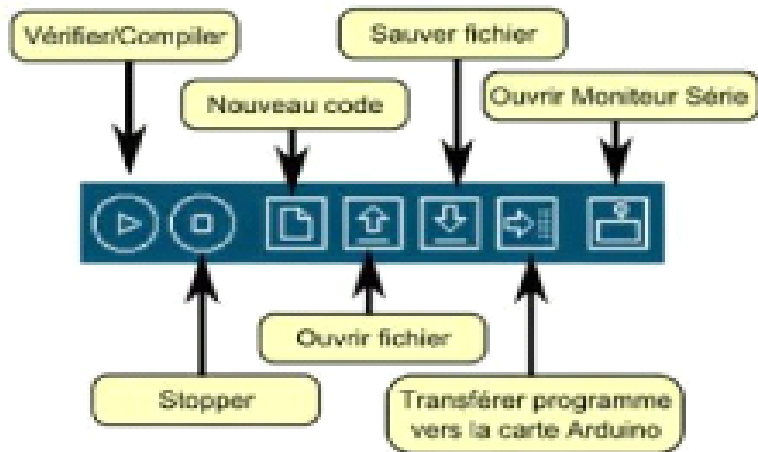 Vérifier/Compiler
Sauver fichier
Nouveau code
Ouvrir Moniteur Série
Ouvrir fichier
Stopper
Transférer programme
vers la carte Arduino